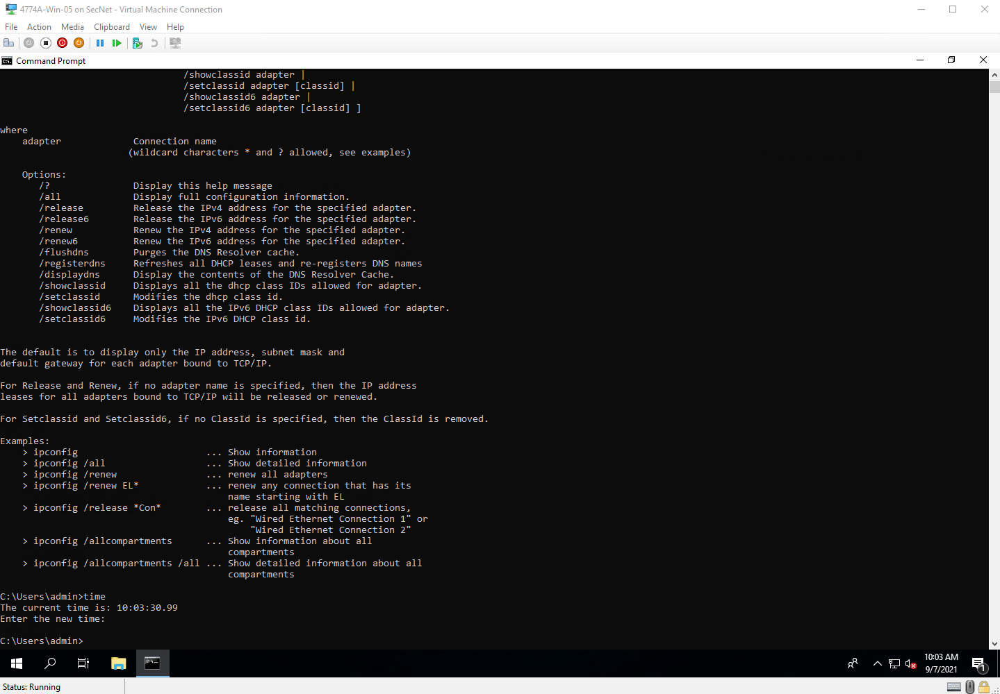 4774A-Win-05 on SecNet - Virtual Machine Connection
File Action Media Clipboard View Help
Command Prompt
/showclassid adapter |
/setclassid adapter [classid] |
/showclassid6 adapter |
/setclassid6 adapter [classid] ]
where
adapter Connection name
(wildcard characters * and ? allowed, see examples)
Options:
/? Display this help message
/all Display full configuration information.
/release Release the IPv4 address for the specified adapter.
/release6 Release the IPv6 address for the specified adapter.
/renew Renew the IPv4 address for the specified adapter.
/renew6 Renew the IPv6 address for the specified adapter.
/flushdns Purges the DNS Resolver cache.
/registerdns Refreshes all DHCP leases and re-registers DNS names
/displaydns Display the contents of the DNS Resolver Cache.
/showclassid Displays all the dhcp class IDs allowed for adapter.
/setclassid Modifies the dhcp class id.
/showclassid6 Displays all the IPv6 DHCP class IDs allowed for adapter.
/setclassid6 Modifies the IPv6 DHCP class id.
The default is to display only the IP address, subnet mask and
default gateway for each adapter bound to TCP/IP.
For Release and Renew, if no adapter name is specified, then the IP address
leases for all adapters bound to TCP/IP will be released or renewed.
For Setclassid and Setclassid6, if no ClassId is specified, then the ClassId is removed.
Examples:
> ipconfig ... Show information
> ipconfig /all ... Show detailed information
> ipconfig /renew ... renew all adapters
> ipconfig /renew EL* ... renew any connection that has its
name starting with EL
> ipconfig /release *Con* ... release all matching connections,
eg. "Wired Ethernet Connection 1" or
"Wired Ethernet Connection 2"
> ipconfig /allcompartments ... Show information about all
compartments
> ipconfig /allcompartments /all ... Show detailed information about all
compartments
C:\Users\admin>time
The current time is: 10:03:30.99
Enter the new time:
C:\Users\admin>
10:03 AM
9/7/2021
1
Status: Running